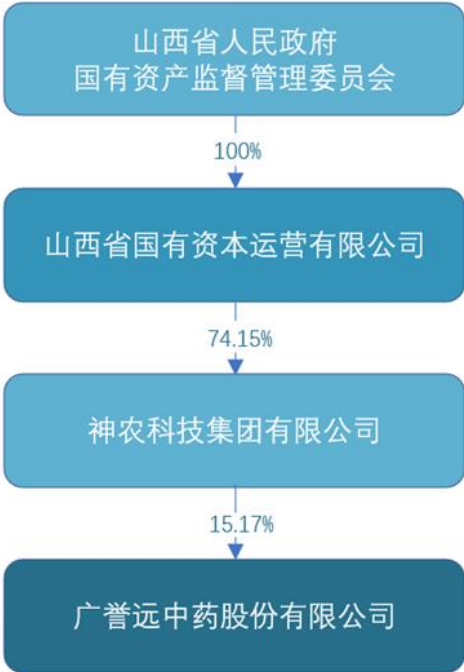 山西省人民政府
国有资产监督管理委员会
100%
山西省国有资本运营有限公司
74.15%
神农科技集团有限公司
15.17%
广誉远中药股份有限公司